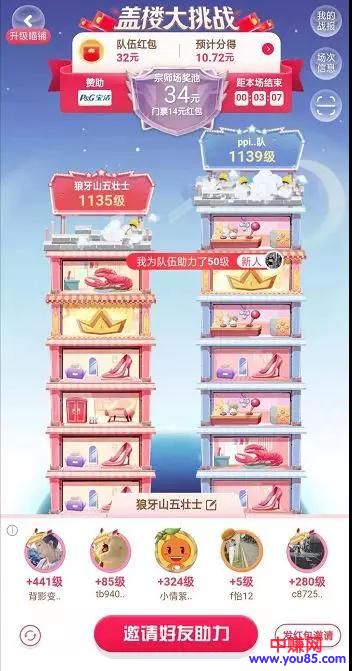 盖楼大挑战
升级喵铺
我的
战报
队伍红包
32元
预计分得
10.72元
赞助
P&G 宝洁
宗师场奖池
34元
门票14元红包
距本场结束
00:03:07
场次
信息
ppi..队
1139级
狼牙山五壮士
1135级
我为队伍助力了50级
新人
狼牙山五壮士
+441级
背影变..
+85级
tb940..
+324级
小情絮..
+5级
f怡12
+280级
c8725..
邀请好友助力
发红包邀请
中赚网
www.you85.com